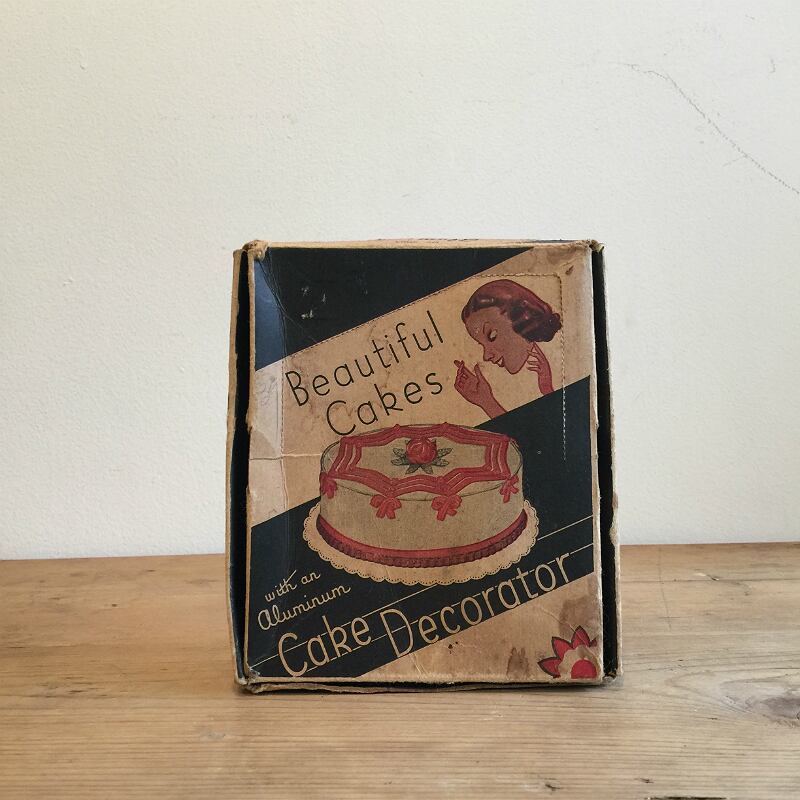 Beautiful
Cakes
with an
Aluminum
Cake Decorator